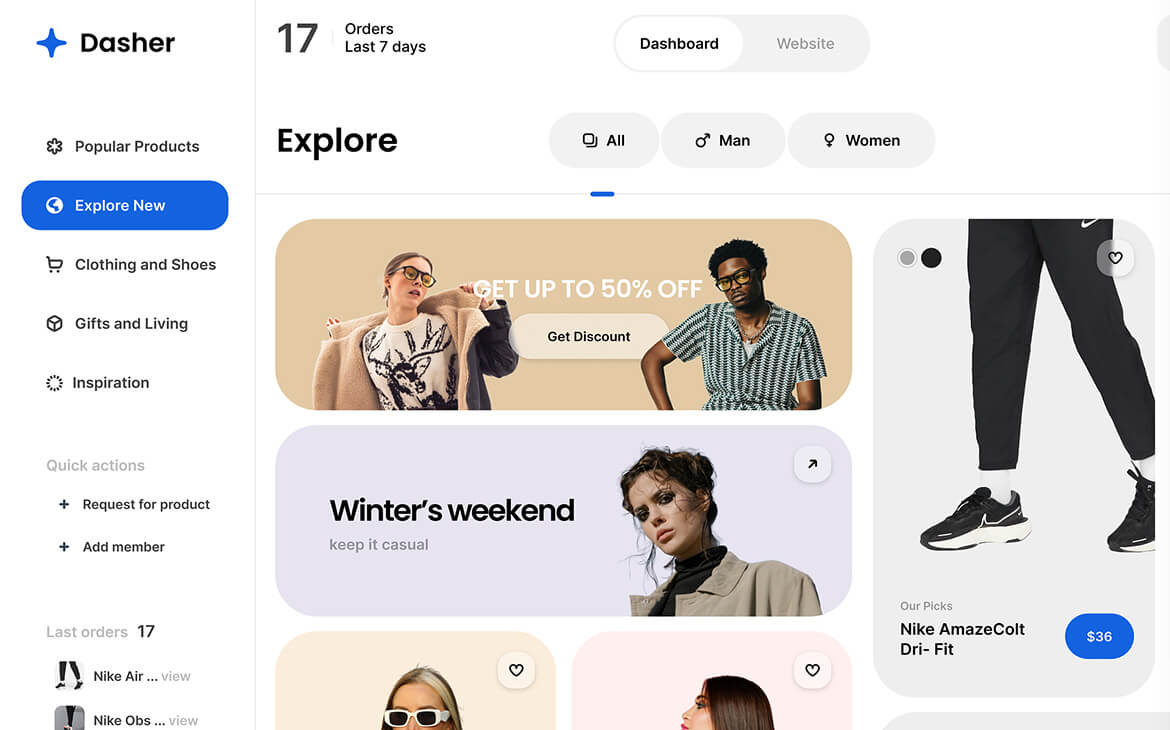 Dasher
Popular Products
Explore New
Clothing and Shoes
Gifts and Living
Inspiration
Quick actions
+ Request for product
+ Add member
Last orders 17
Nike Air ... view
Nike Obs ... view
17
Orders
Last 7 days
Dashboard
Website
Explore
All
Man
Women
GET UP TO 50% OFF
Get Discount
Winter’s weekend
keep it casual
Our Picks
Nike AmazeColt
Dri- Fit
$36